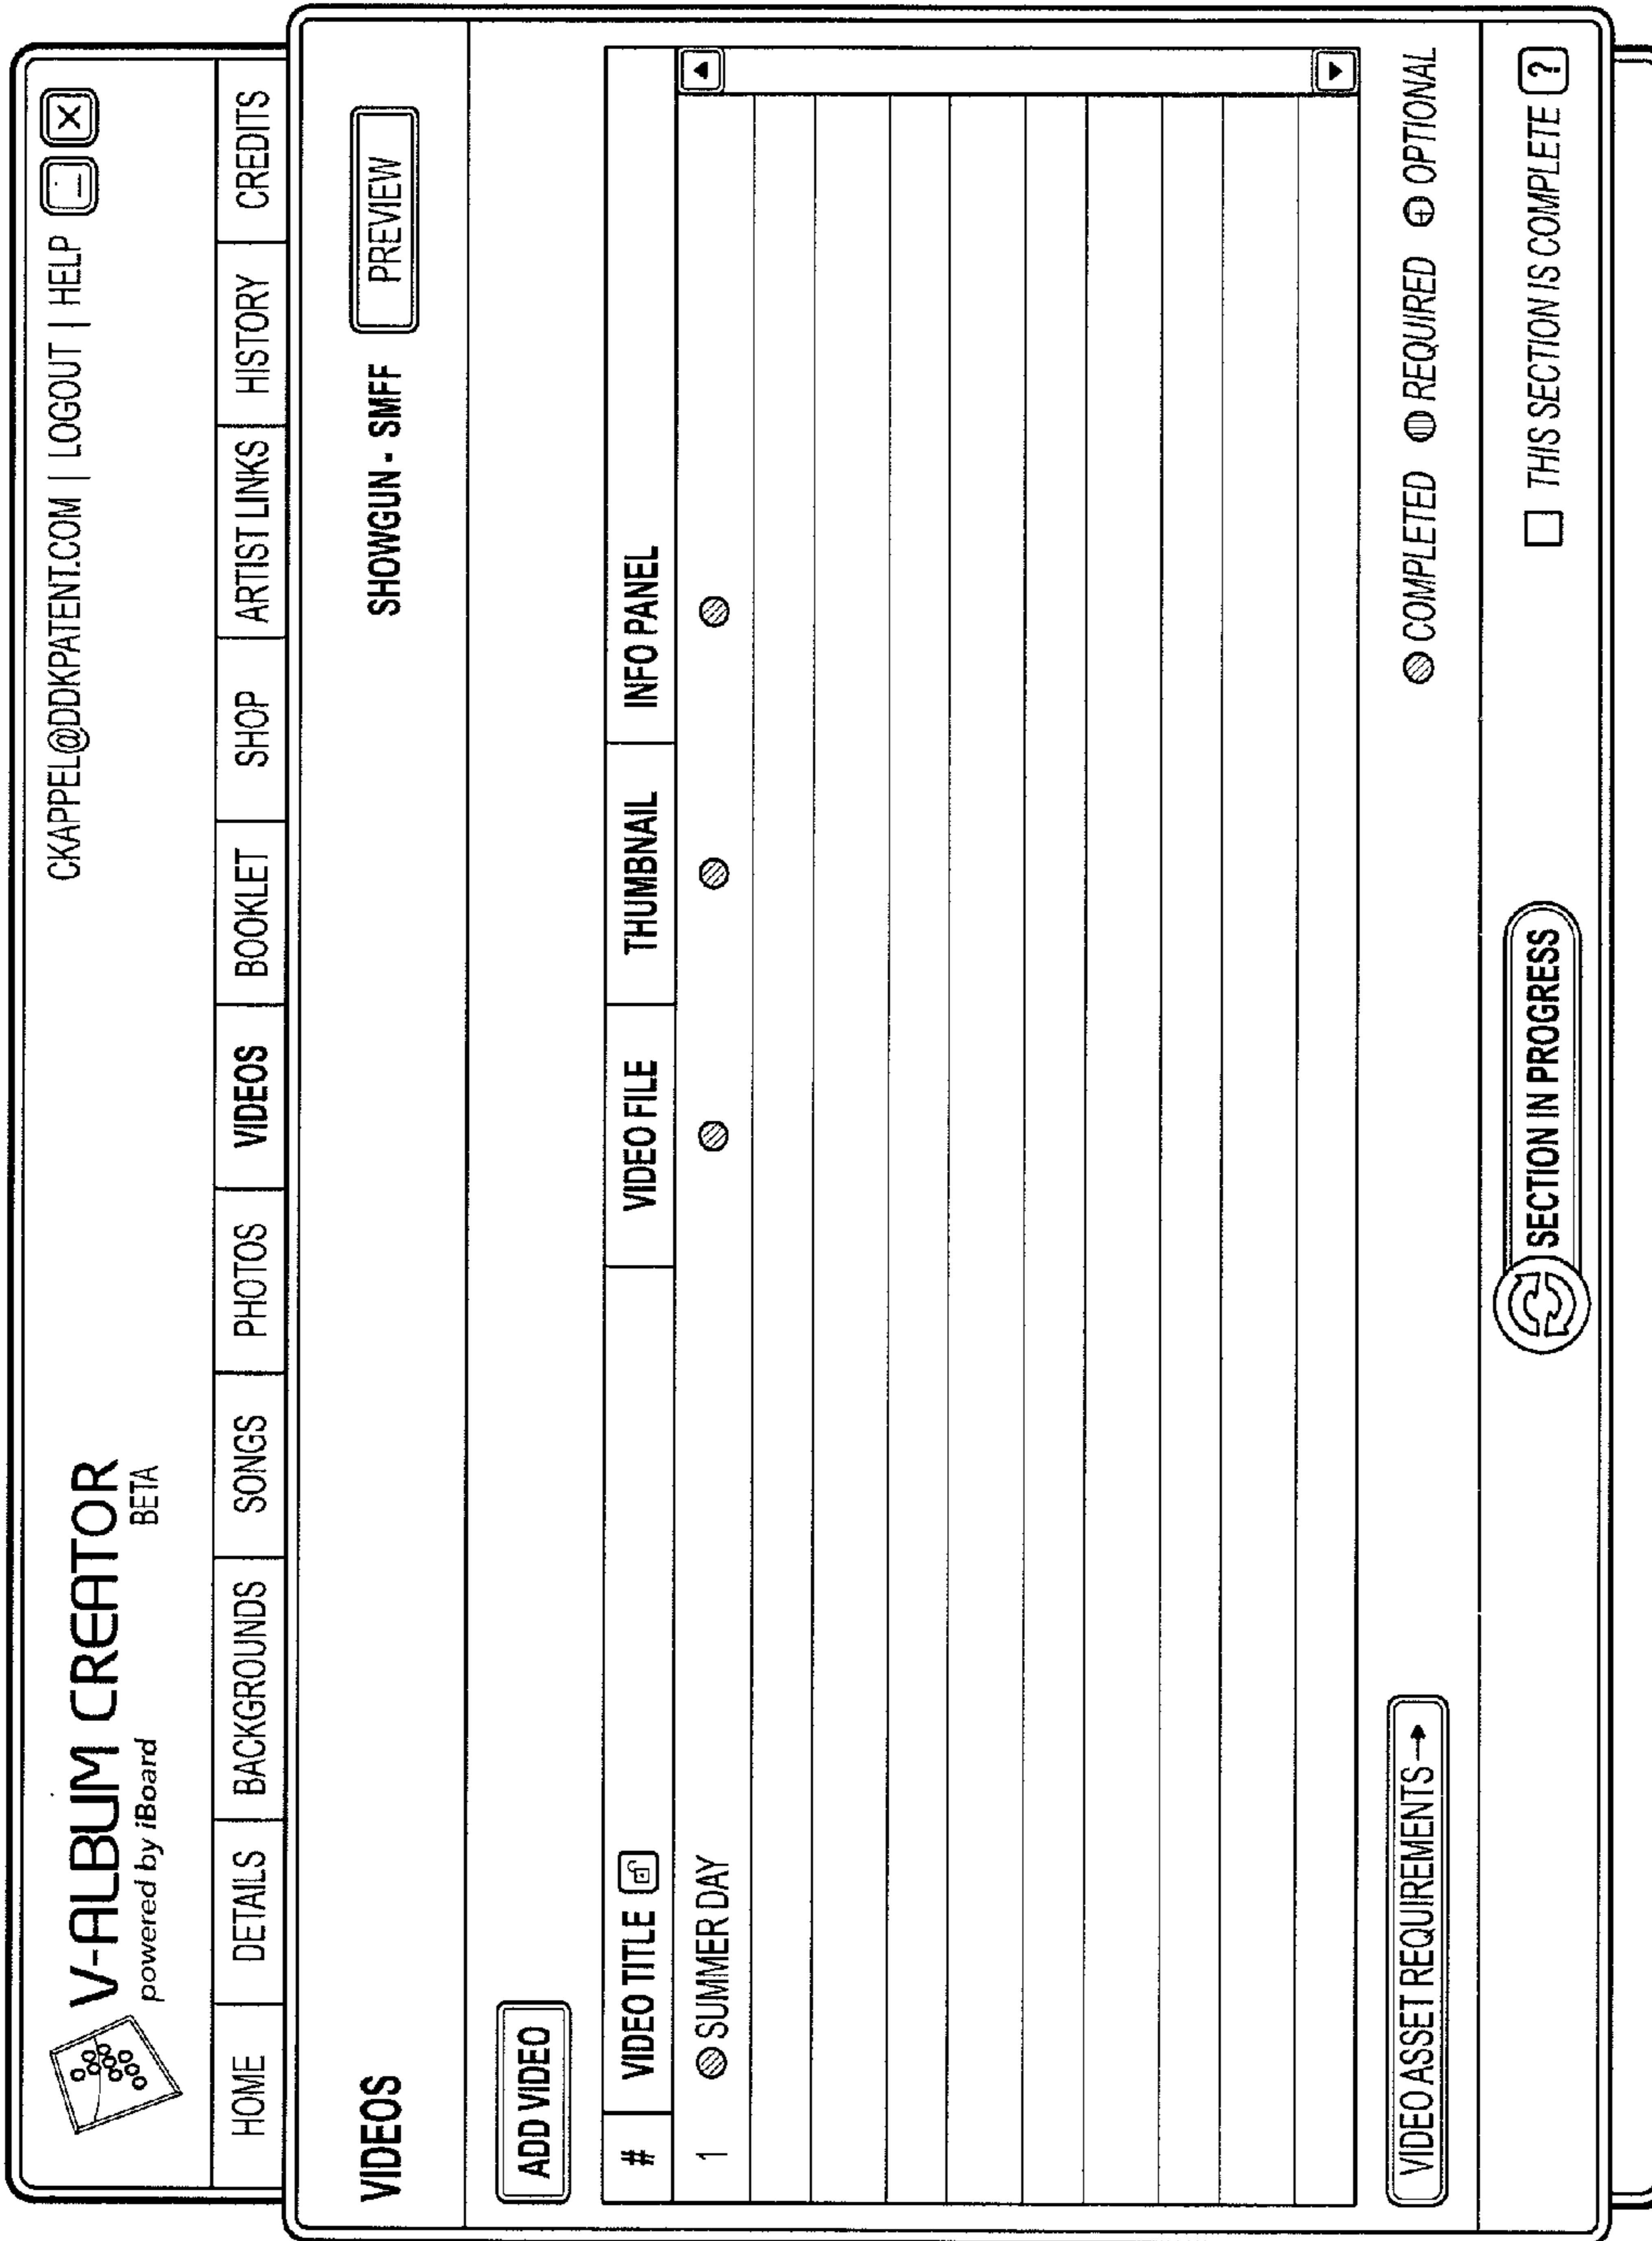 V-ALBUM CREATOR
powered by iBoard
BETA
CKAPPEL@DDKPATENT.COM | LOGOUT | HELP
HOME DETAILS BACKGROUNDS SONGS PHOTOS VIDEOS BOOKLET SHOP ARTIST LINKS HISTORY CREDITS
VIDEOS SHOWGUN - SMFF PREVIEW
ADD VIDEO
# VIDEO TITLE VIDEO FILE THUMBNAIL INFO PANEL
1 SUMMER DAY
VIDEO ASSET REQUIREMENTS→ COMPLETED REQUIRED OPTIONAL
SECTION IN PROGRESS THIS SECTION IS COMPLETE ?